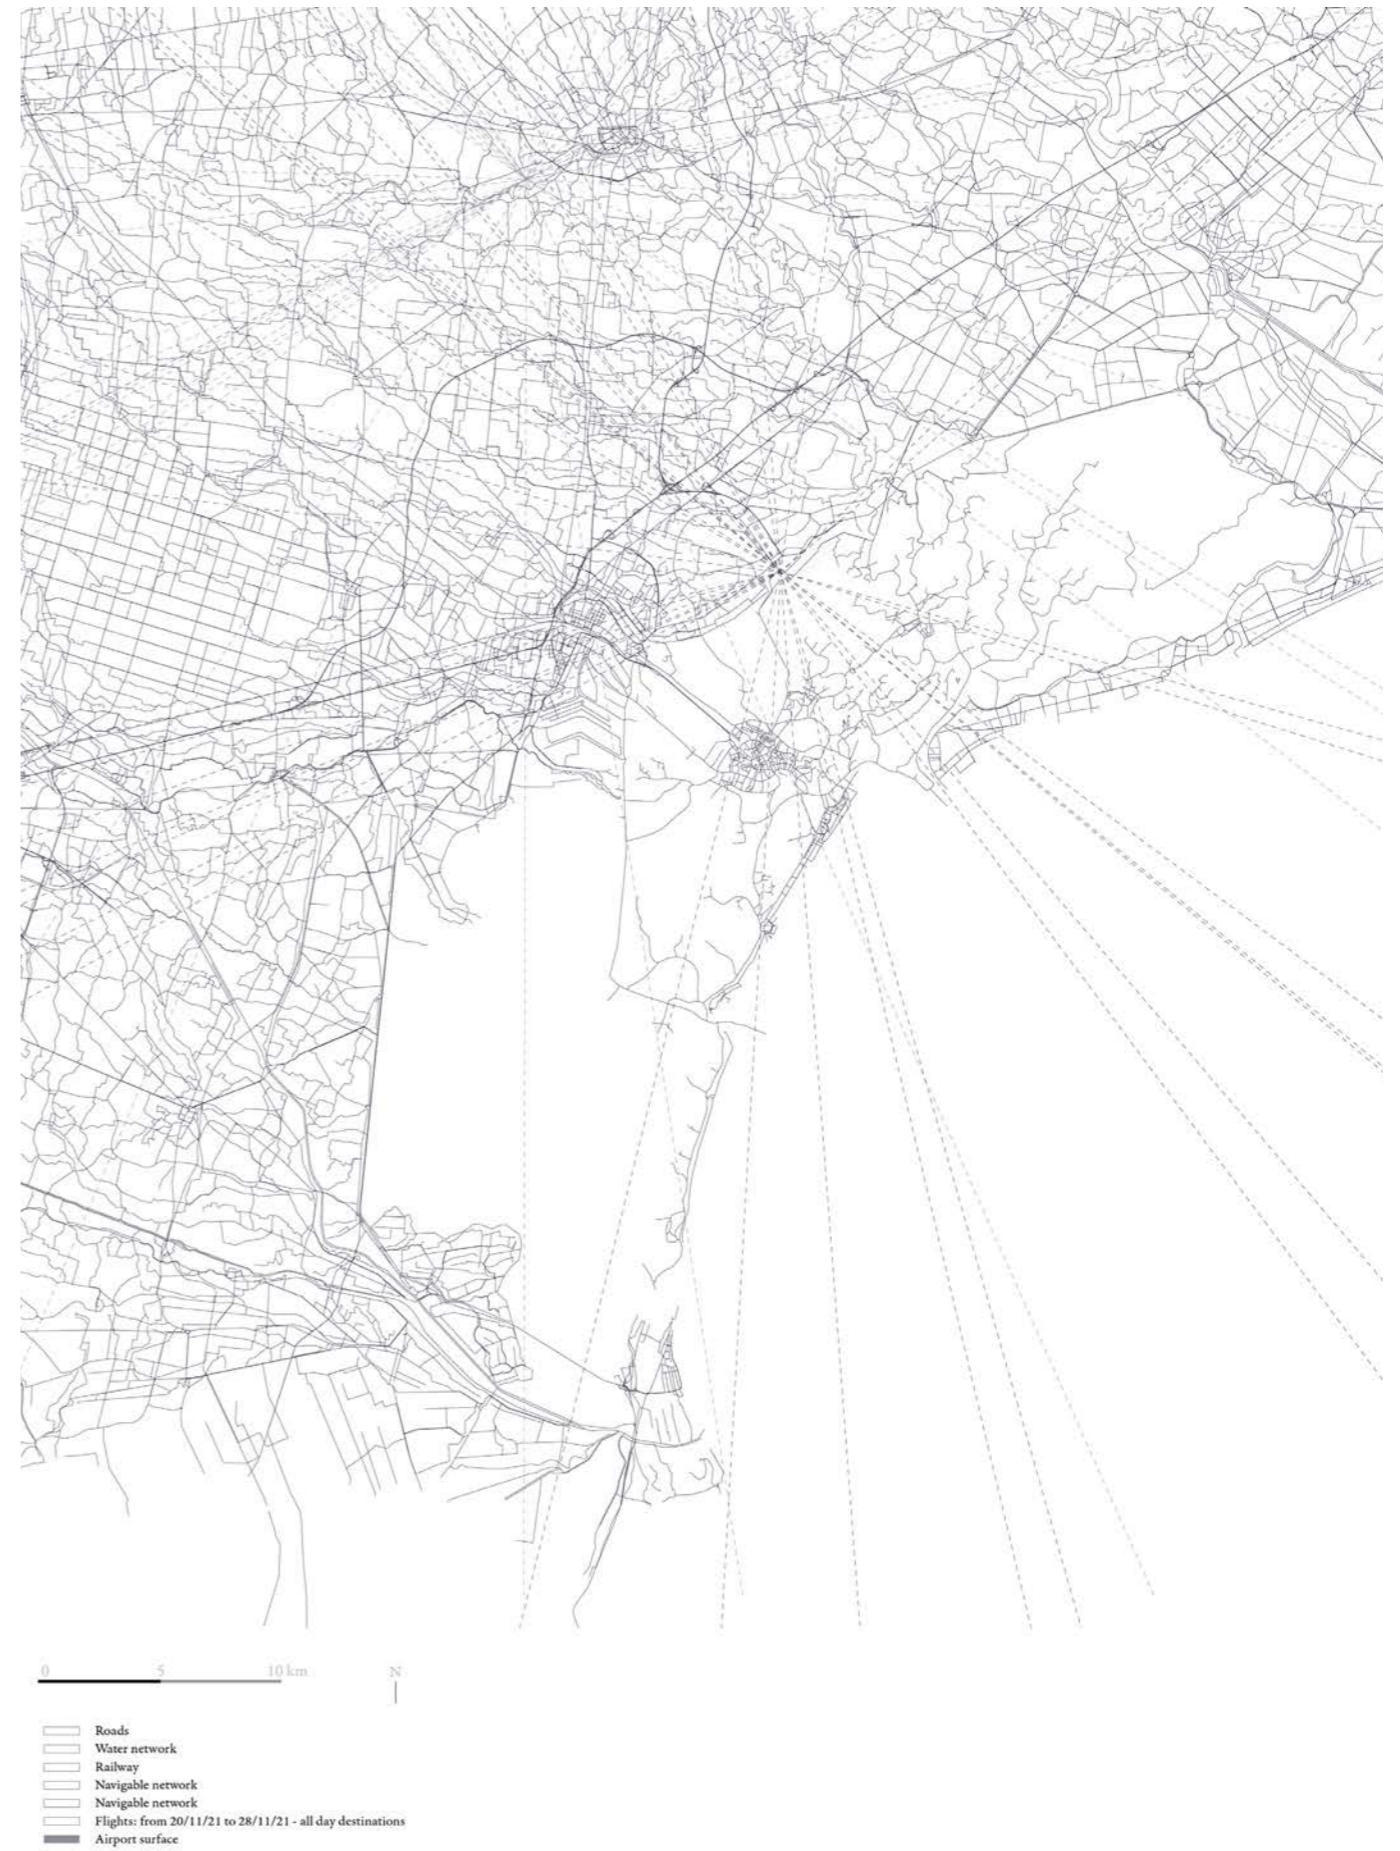 0 5 10 km N
Roads
Water network
Railway
Navigable network
Navigable network
Flights: from 20/11/21 to 28/11/21 - all day destinations
Airport surface